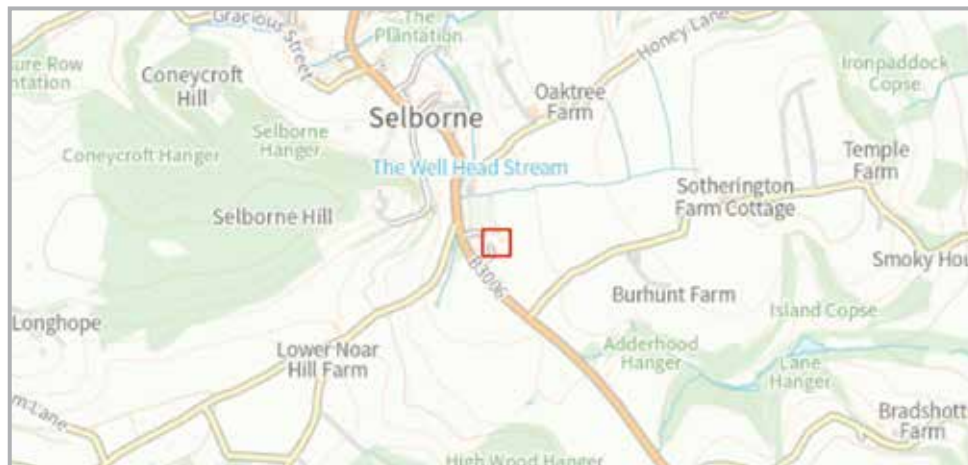 Gracious Street
The
Plantation
Honey Lane
Ironpaddock
Copse
ure Row
ntation
Coneycroft
Hill
Oaktree
Farm
Selborne
Selborne
Hanger
Coneycroft Hanger
The Well Head Stream
Temple
Farm
Sotherington
Farm Cottage
Selborne Hill
Smoky Hou
B3006
Burhunt Farm
Island Copse
Longhope
Lower Noar
Hill Farm
Adderhood
Hanger
Lane
Hanger
m Lane
Bradshott
Farm
High Wood Hanger